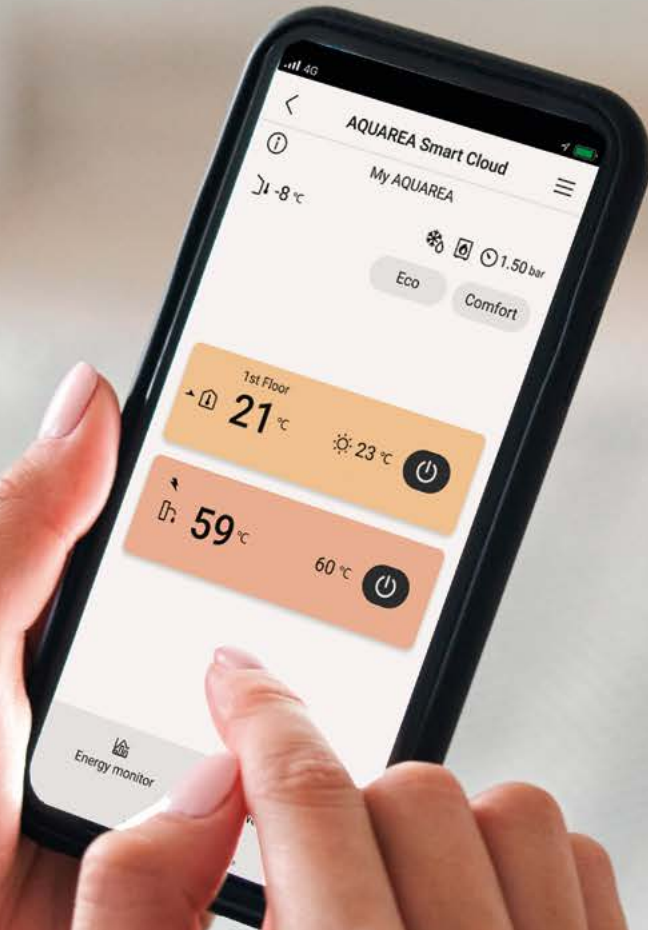 4G
AQUAREA Smart Cloud
My AQUAREA
-8 °C
1.50 bar
Eco
Comfort
1st Floor
21 °C
23 °C
59 °C
60 °C
Energy monitor